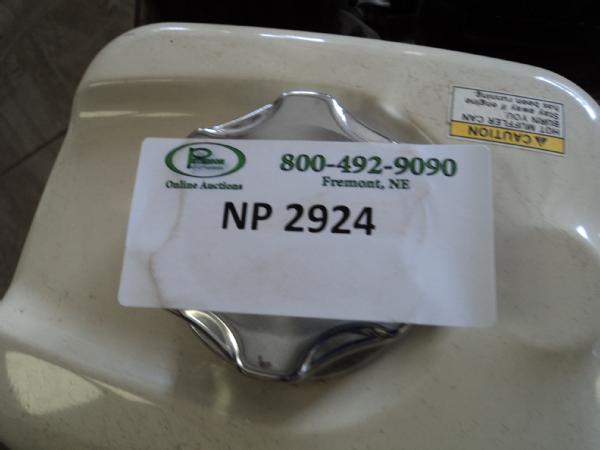 800-492-9090
Fremont, NE
Online Auctions
NP 2924
CAUTION
HOT MUFFLER CAN
BURN YOU.
Stay away if engine
has been running.